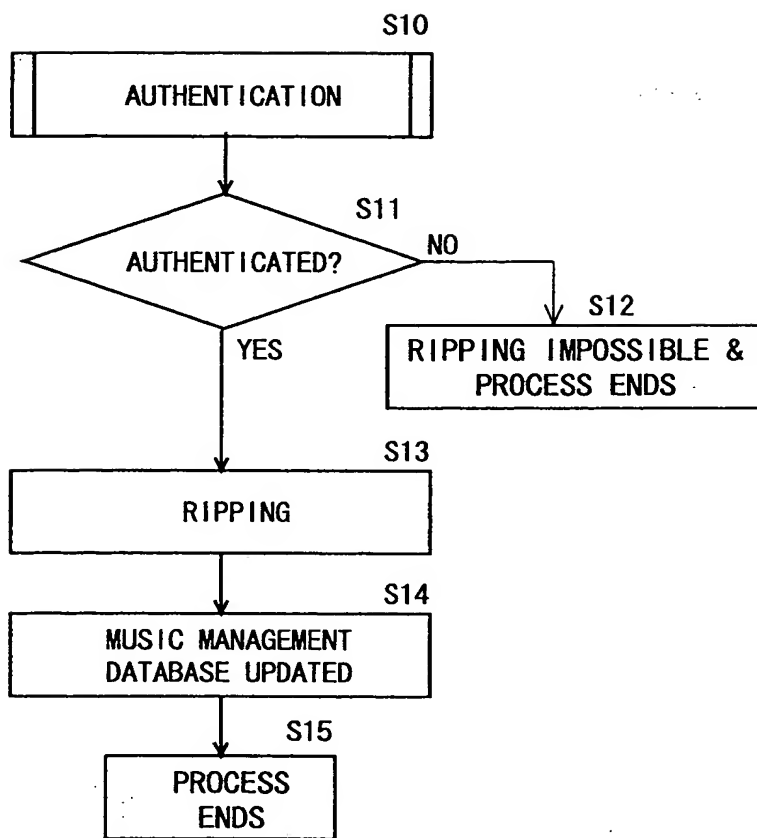 S10
AUTHENTICATION
S11
AUTHENTICATED?
NO
S12
YES
RIPPING IMPOSSIBLE &
PROCESS ENDS
S13
RIPPING
S14
MUSIC MANAGEMENT
DATABASE UPDATED
S15
PROCESS
ENDS